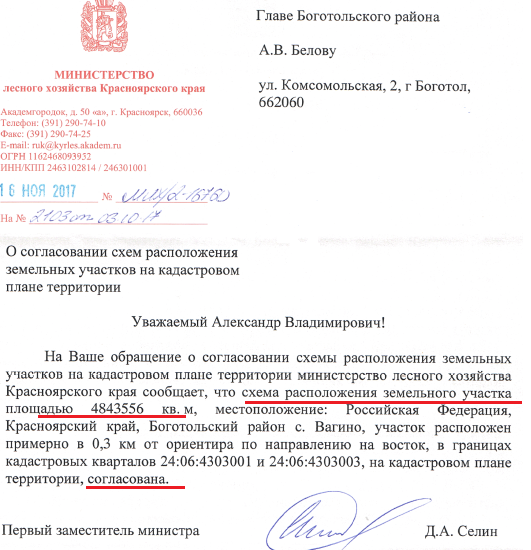 МИНИСТЕРСТВО
лесного хозяйства Красноярского края
Академгородок, д. 50 «а», г. Красноярск, 660036
Телефон: (391) 290-74-10
Факс: (391) 290-74-25
E-mail: ruk@kyrles.akadem.ru
ОГРН 1162468093952
ИНН/КПП 2463102814 / 246301001
16 НОЯ 2017 № МЛХ/2-16760
На № 2103 от 03.10.17
Главе Боготольского района
А.В. Белову
ул. Комсомольская, 2, г Боготол,
662060
О согласовании схем расположения
земельных участков на кадастровом
плане территории
Уважаемый Александр Владимирович!
На Ваше обращение о согласовании схемы расположения земельных
участков на кадастровом плане территории министерство лесного хозяйства
Красноярского края сообщает, что схема расположения земельного участка
площадью 4843556 кв. м, местоположение: Российская Федерация,
Красноярский край, Боготольский район с. Вагино, участок расположен
примерно в 0,3 км от ориентира по направлению на восток, в границах
кадастровых кварталов 24:06:4303001 и 24:06:4303003, на кадастровом плане
территории, согласована.
Первый заместитель министра Д.А. Селин